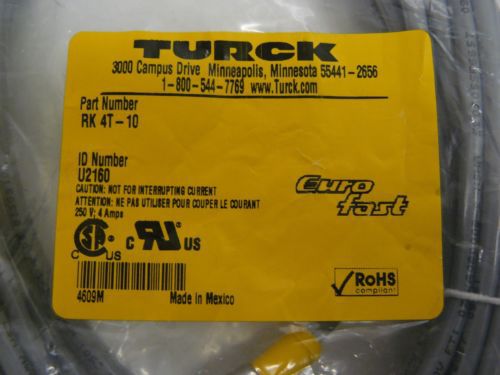 TURCK
3000 Campus Drive Minneapolis, Minnesota 55441-2656
1-800-544-7769 www.Turck.com
Part Number
RK 4T-10
ID Number
U2160
CAUTION: NOT FOR INTERRUPTING CURRENT
ATTENTION: NE PAS UTILISER POUR COUPER LE COURANT
250 V; 4 Amps
Euro
fast
C US
C US
RoHS
compliant
4609M
Made in Mexico